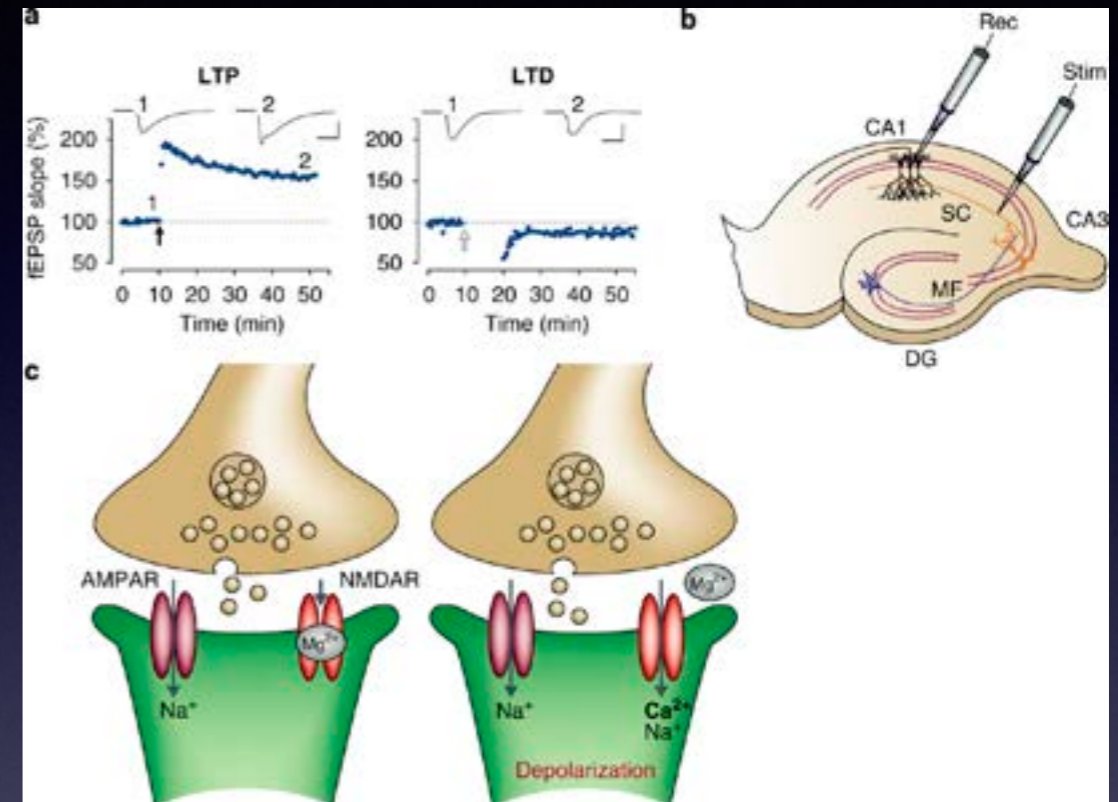 a
LTP
LTD
1
2
1
2
fEPSP slope (%)
200
150
100
50
1
2
0 10 20 30 40 50
Time (min)
200
150
100
50
0 10 20 30 40 50
Time (min)
b
Rec
Stim
CA1
SC
CA3
MF
DG
c
AMPAR
NMDAR
Mg²⁺
Na⁺
Mg²⁺
Na⁺
Ca²⁺
Na⁺
Depolarization